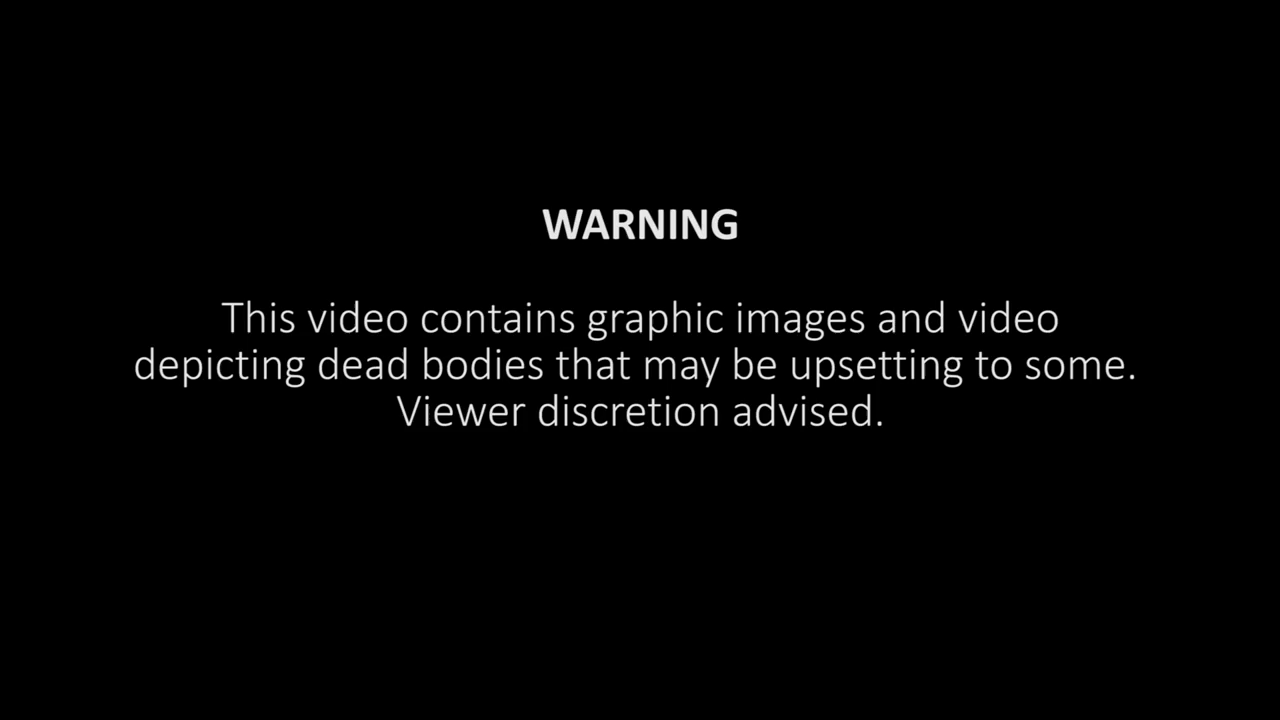 WARNING
This video contains graphic images and video
depicting dead bodies that may be upsetting to some.
Viewer discretion advised.